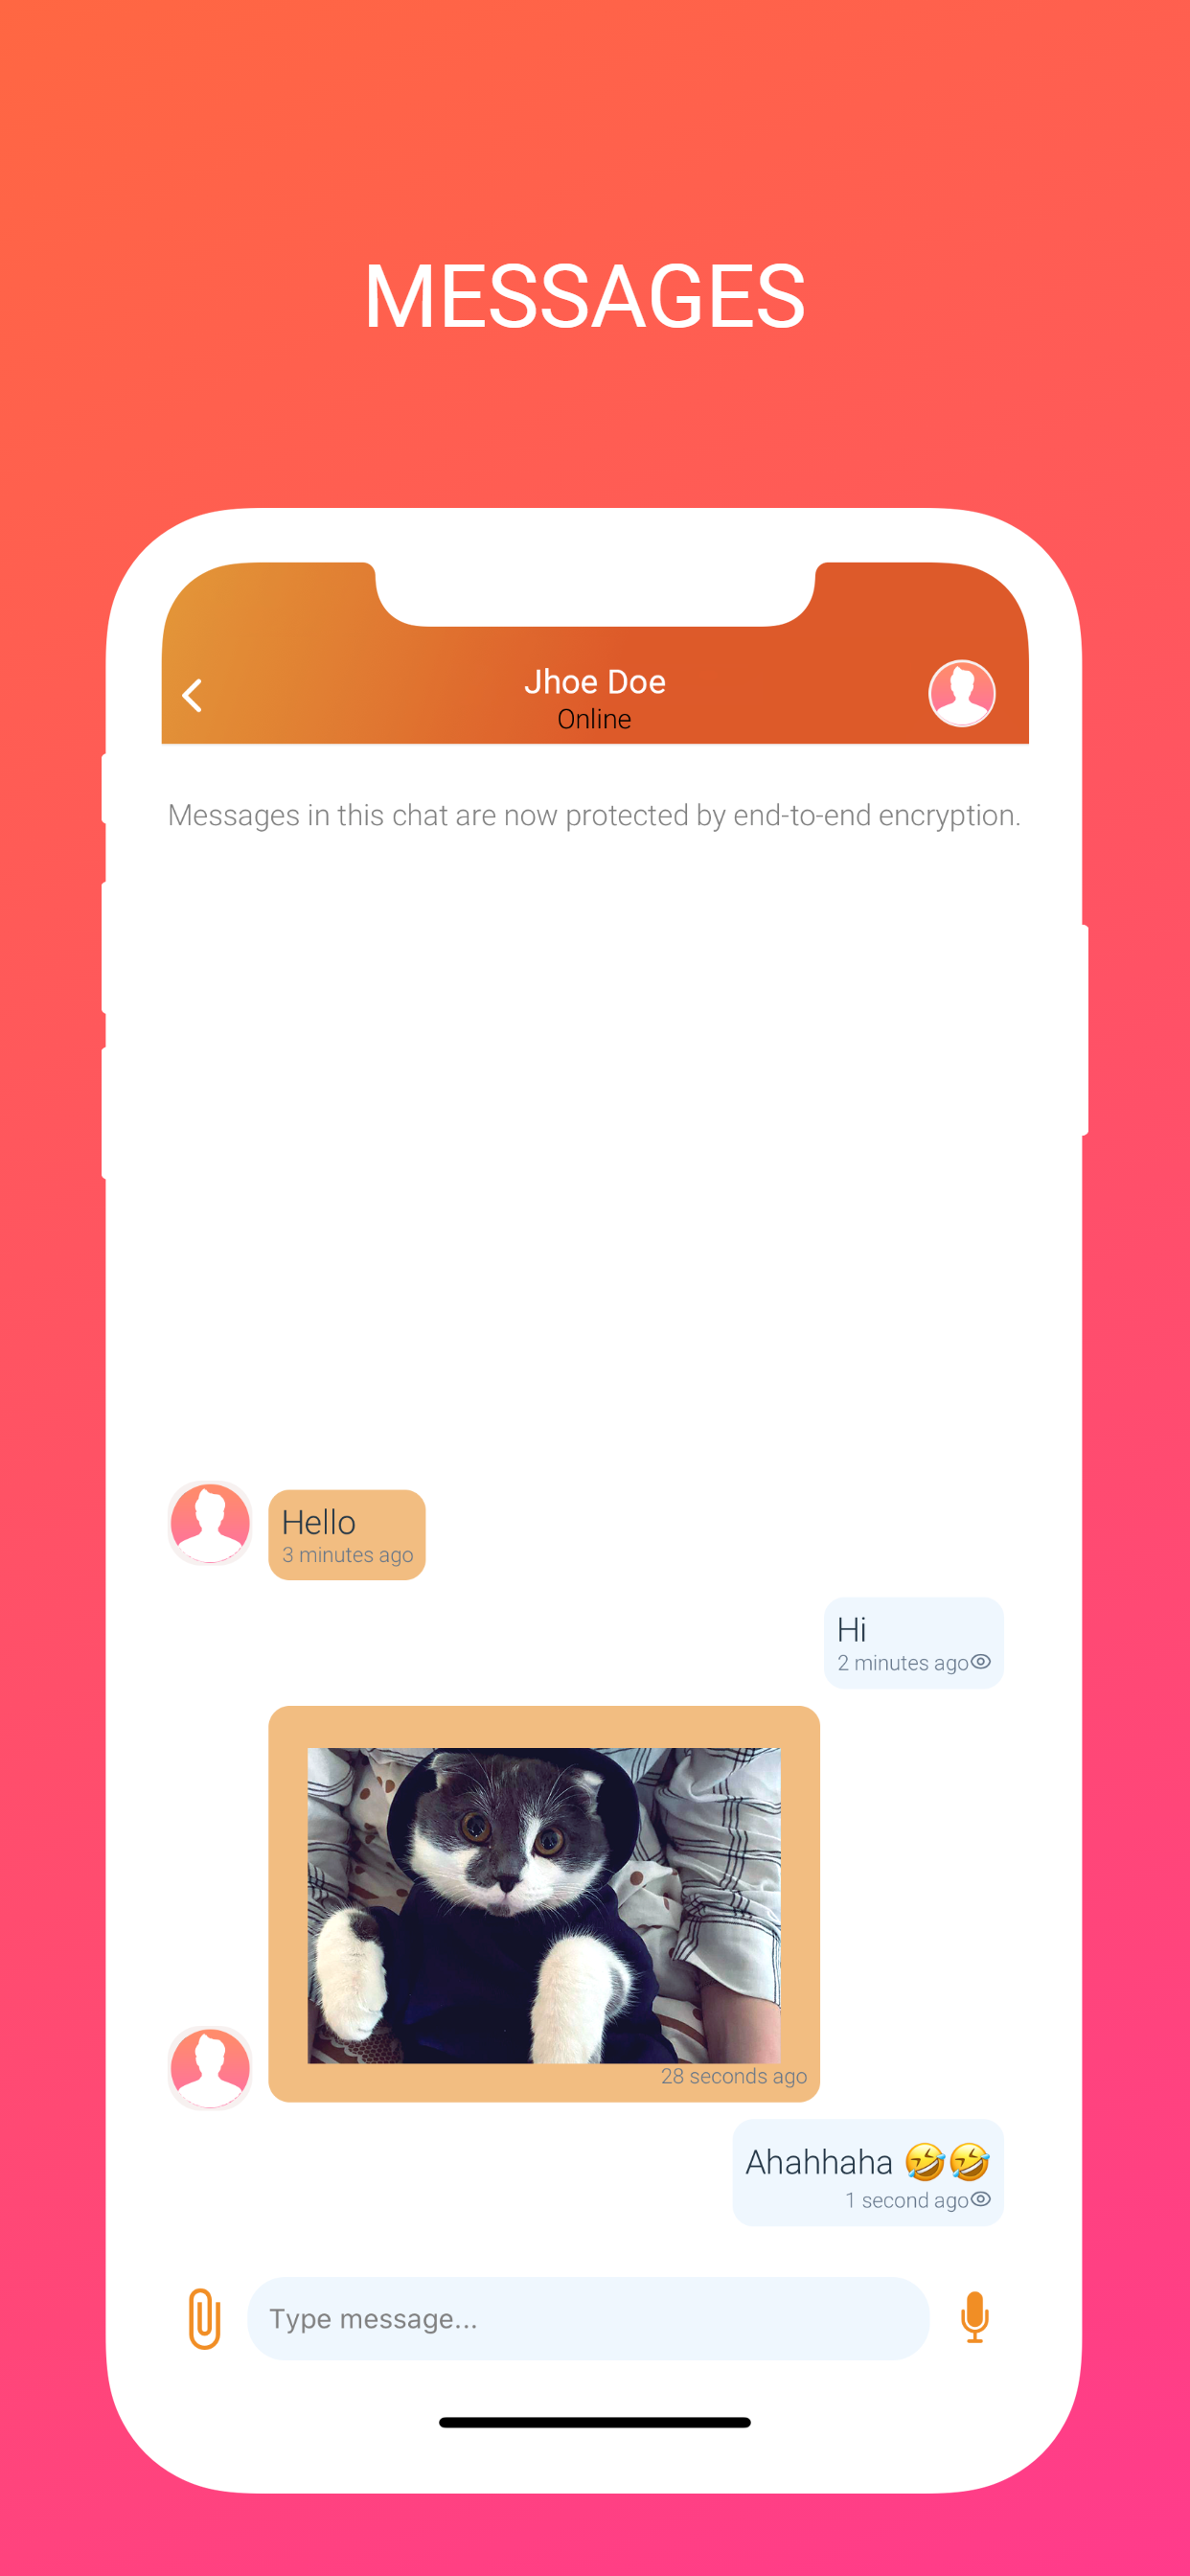 MESSAGES
Jhoe Doe
Online
Messages in this chat are now protected by end-to-end encryption.
Hello
3 minutes ago
Hi
2 minutes ago
28 seconds ago
Ahahhaha 🤣🤣
1 second ago
Type message...